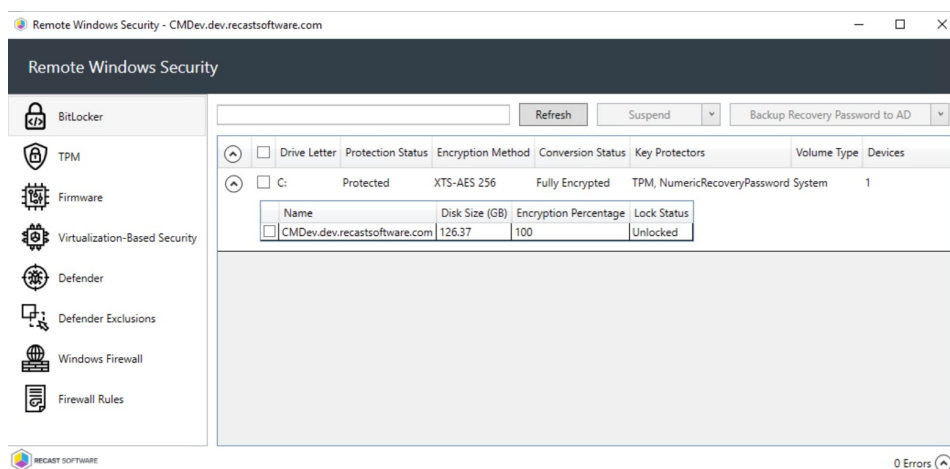 Remote Windows Security - CMDev.dev.recastsoftware.com
Remote Windows Security
BitLocker
TPM
Firmware
Virtualization-Based Security
Defender
Defender Exclusions
Windows Firewall
Firewall Rules
Refresh Suspend Backup Recovery Password to AD
Drive Letter Protection Status Encryption Method Conversion Status Key Protectors Volume Type Devices
C: Protected XTS-AES 256 Fully Encrypted TPM, NumericRecoveryPassword System 1
Name Disk Size (GB) Encryption Percentage Lock Status
CMDev.dev.recastsoftware.com 126.37 100 Unlocked
RECAST SOFTWARE
0 Errors